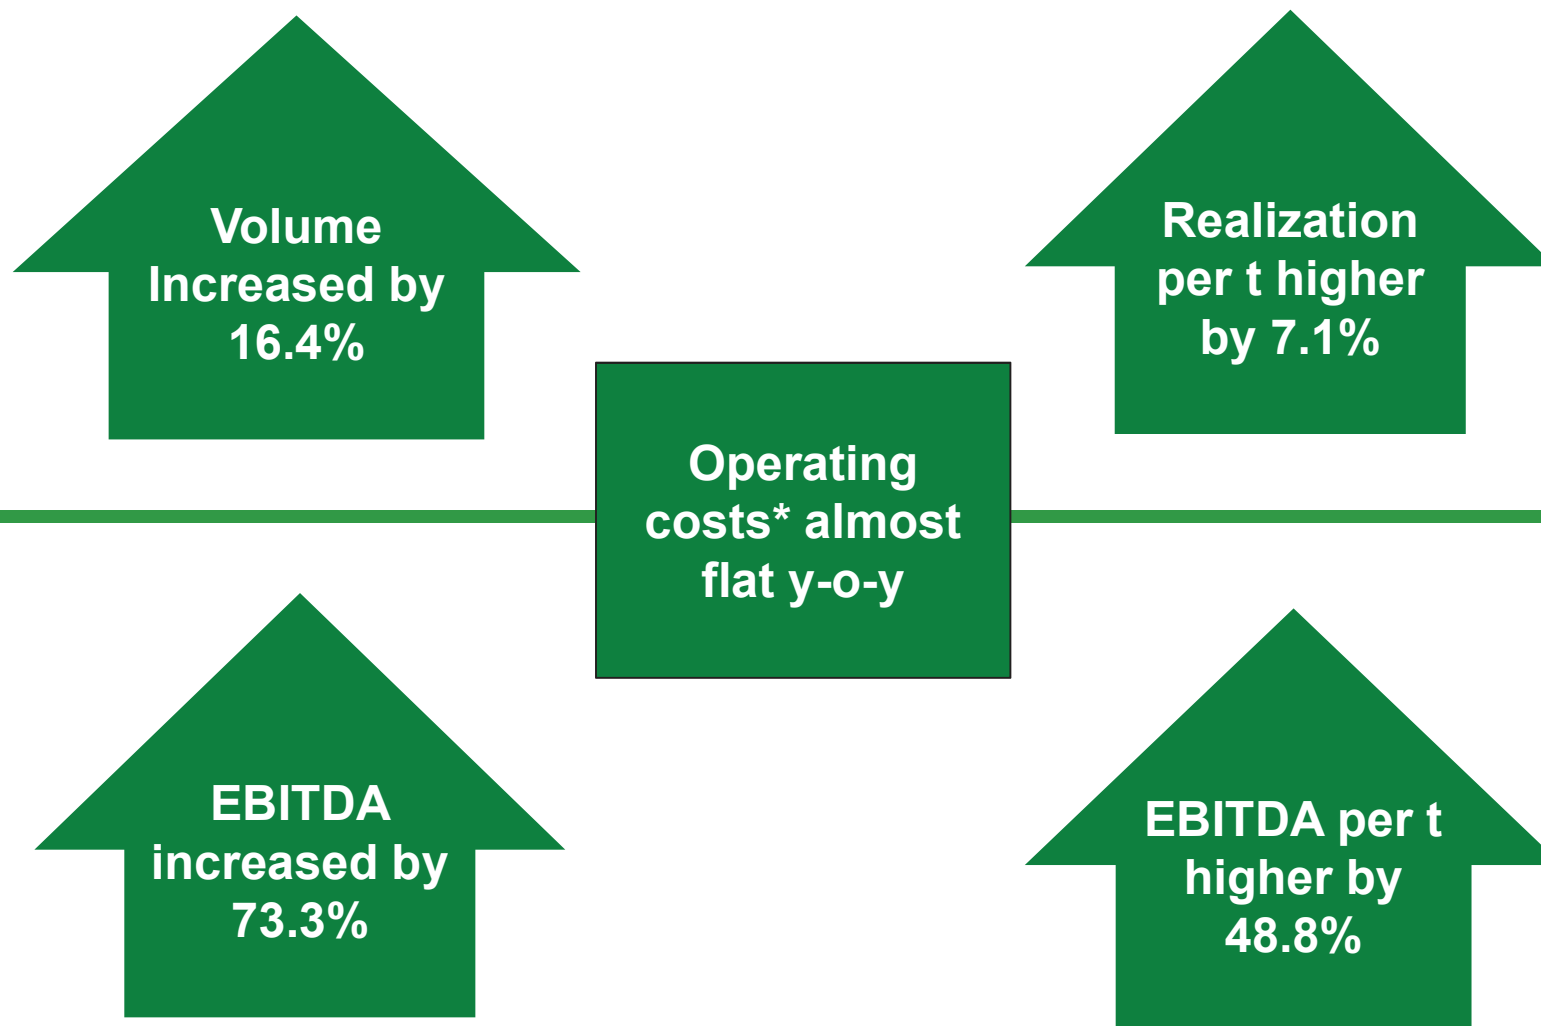 Volume
Increased by
16.4%
Realization
per t higher
by 7.1%
Operating
costs* almost
flat y-o-y
EBITDA
increased by
73.3%
EBITDA per t
higher by
48.8%